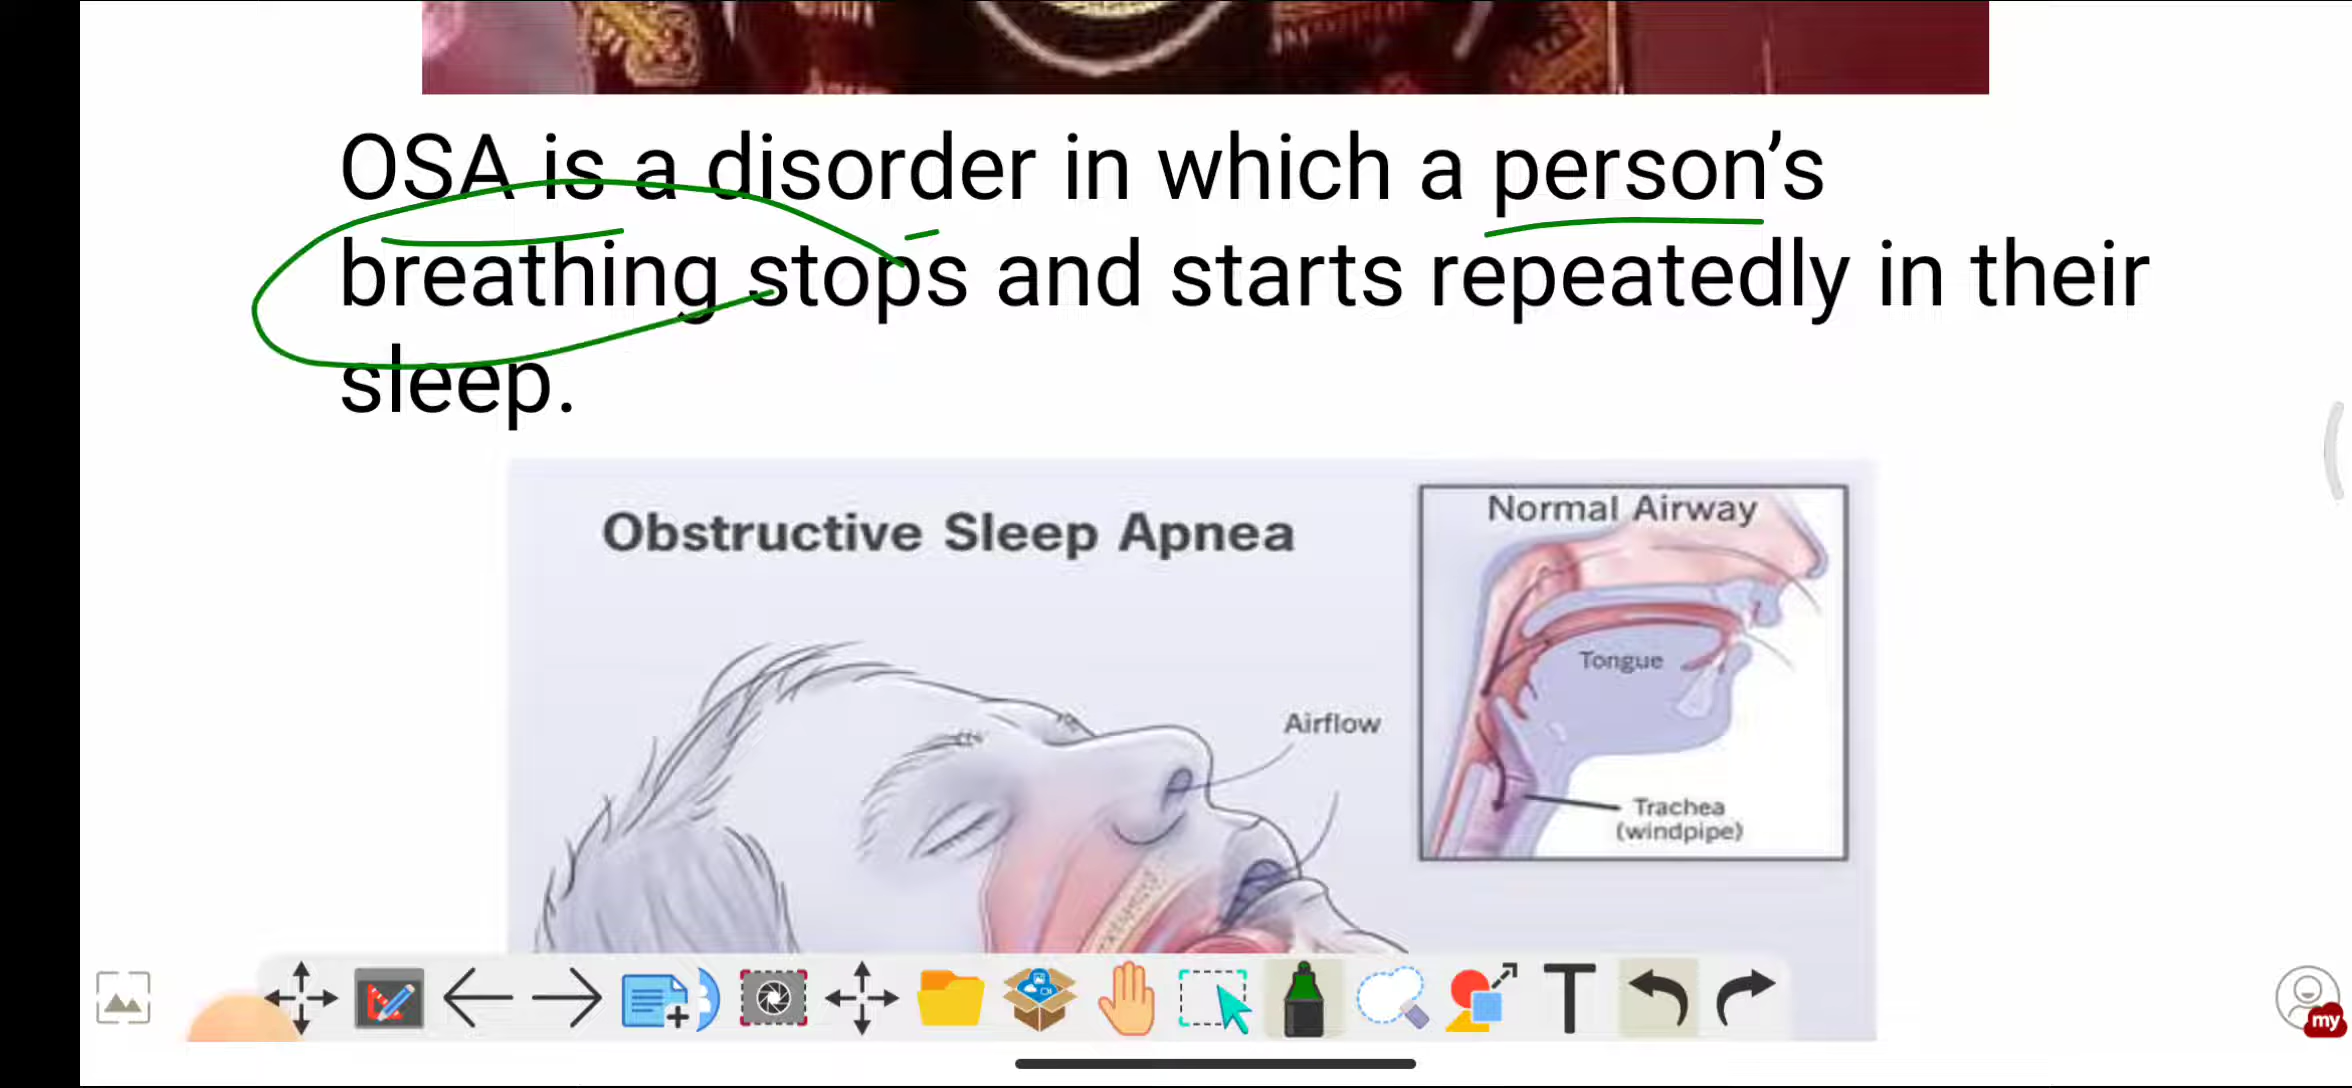 OSA is a disorder in which a person’s
breathing stops and starts repeatedly in their
sleep.
Obstructive Sleep Apnea
Normal Airway
Tongue
Airflow
Trachea
(windpipe)
T
my